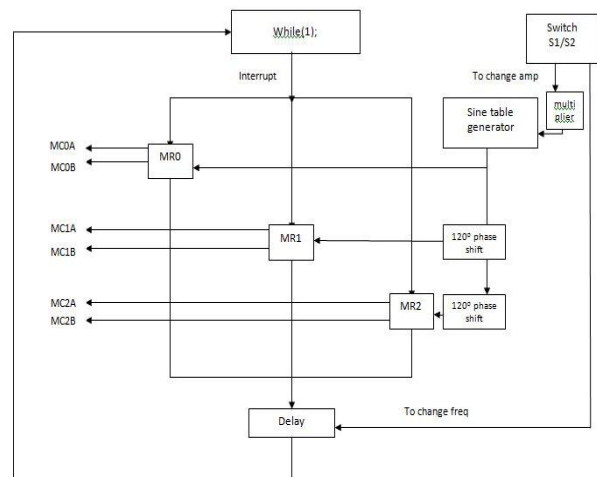 While(1);
Switch
S1/S2
Interrupt
To change amp
multi
plier
Sine table
generator
MC0A
MC0B
MR0
MC1A
MC1B
MR1
120° phase
shift
MC2A
MC2B
MR2
120° phase
shift
Delay
To change freq